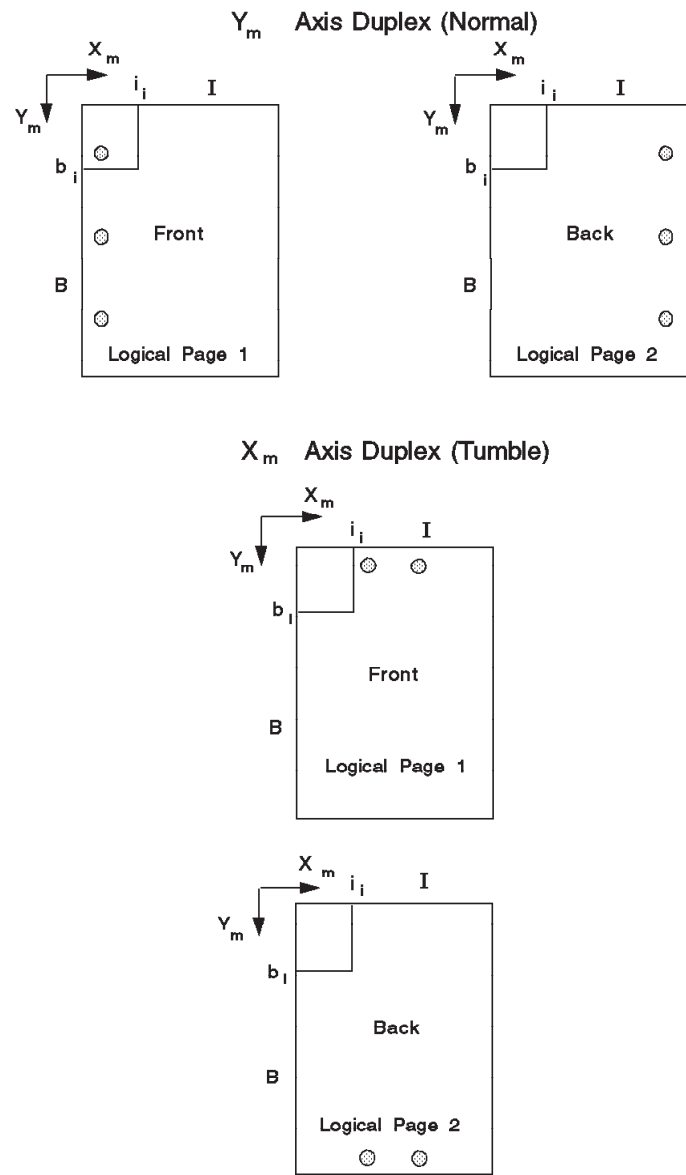 Ym Axis Duplex (Normal)
Xm
ii I
Ym
bi
Front
B
Logical Page 1
Xm
ii I
Ym
bi
Back
B
Logical Page 2
Xm Axis Duplex (Tumble)
Xm
ii I
Ym
bI
Front
B
Logical Page 1
Xm
ii I
Ym
bI
Back
B
Logical Page 2